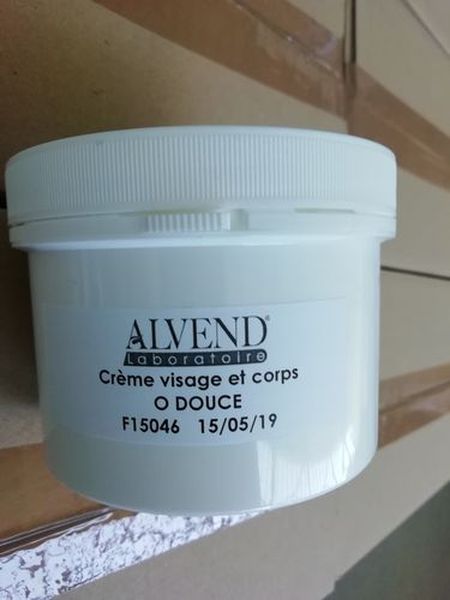 ALVEND®
Laboratoire
Crème visage et corps
O DOUCE
F15046 15/05/19